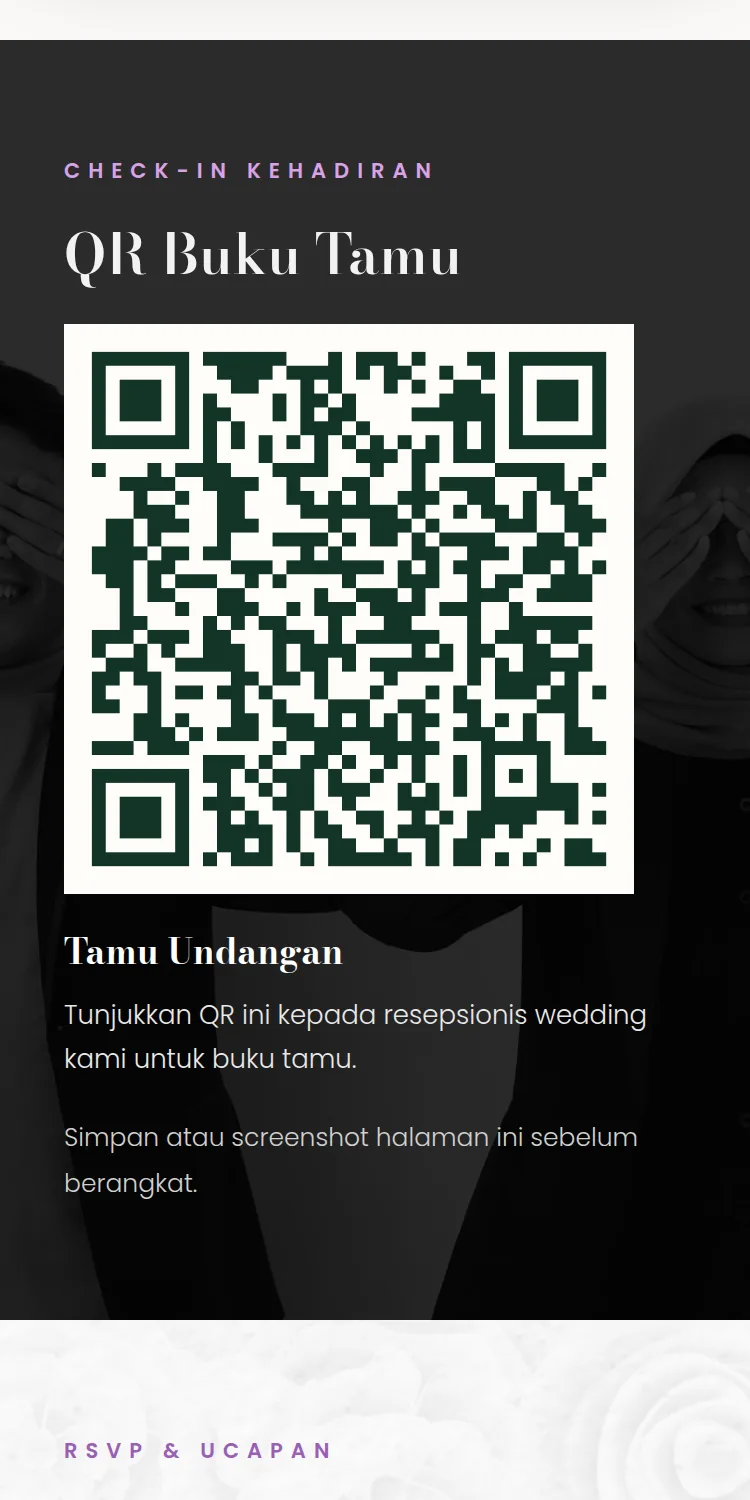 CHECK-IN KEHADIRAN
QR Buku Tamu
Tamu Undangan
Tunjukkan QR ini kepada resepsionis wedding
kami untuk buku tamu.
Simpan atau screenshot halaman ini sebelum
berangkat.
RSVP & UCAPAN